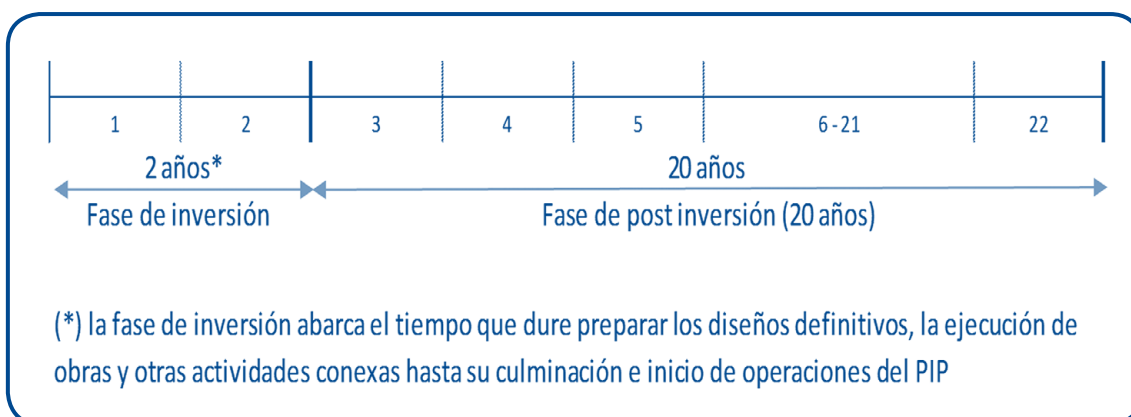 1 2 3 4 5 6 - 21 22
2 años* 20 años
Fase de inversión Fase de post inversión (20 años)
(*) la fase de inversión abarca el tiempo que dure preparar los diseños definitivos, la ejecución de
obras y otras actividades conexas hasta su culminación e inicio de operaciones del PIP